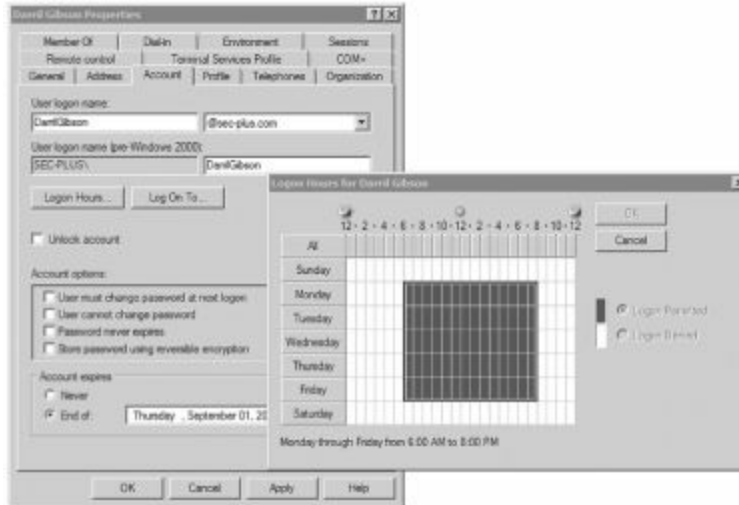 Darril Gibson Properties
Member Of Dial-in Environment Sessions
Remote control Terminal Services Profile COM+
General Address Account Profile Telephones Organization
User logon name:
DarrilGibson @sec-plus.com
User logon name (pre-Windows 2000):
SEC-PLUS\ DarrilGibson
Logon Hours... Log On To...
Unlock account
Account options:
User must change password at next logon
User cannot change password
Password never expires
Store password using reversible encryption
Account expires
Never
End of: Thursday , September 01, 20
OK Cancel Apply Help
Logon Hours for Darril Gibson
12 · 2 · 4 · 6 · 8 · 10 · 12 · 2 · 4 · 6 · 8 · 10 · 12
All
Sunday
Monday
Tuesday
Wednesday
Thursday
Friday
Saturday
OK
Cancel
Logon Permitted
Logon Denied
Monday through Friday from 6:00 AM to 8:00 PM